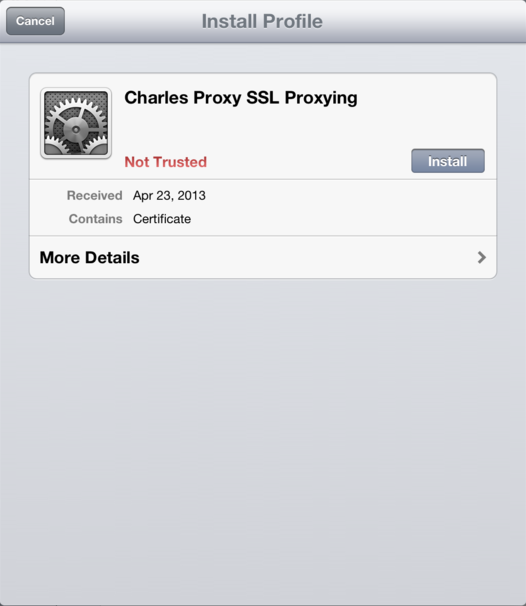 Cancel
Install Profile
Charles Proxy SSL Proxying
Not Trusted
Install
Received Apr 23, 2013
Contains Certificate
More Details